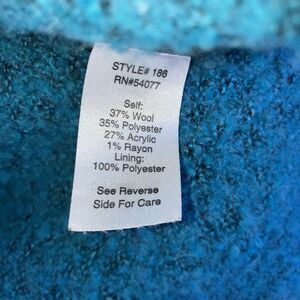 STYLE# 186
RN#54077
Self:
37% Wool
35% Polyester
27% Acrylic
1% Rayon
Lining:
100% Polyester
See Reverse
Side For Care